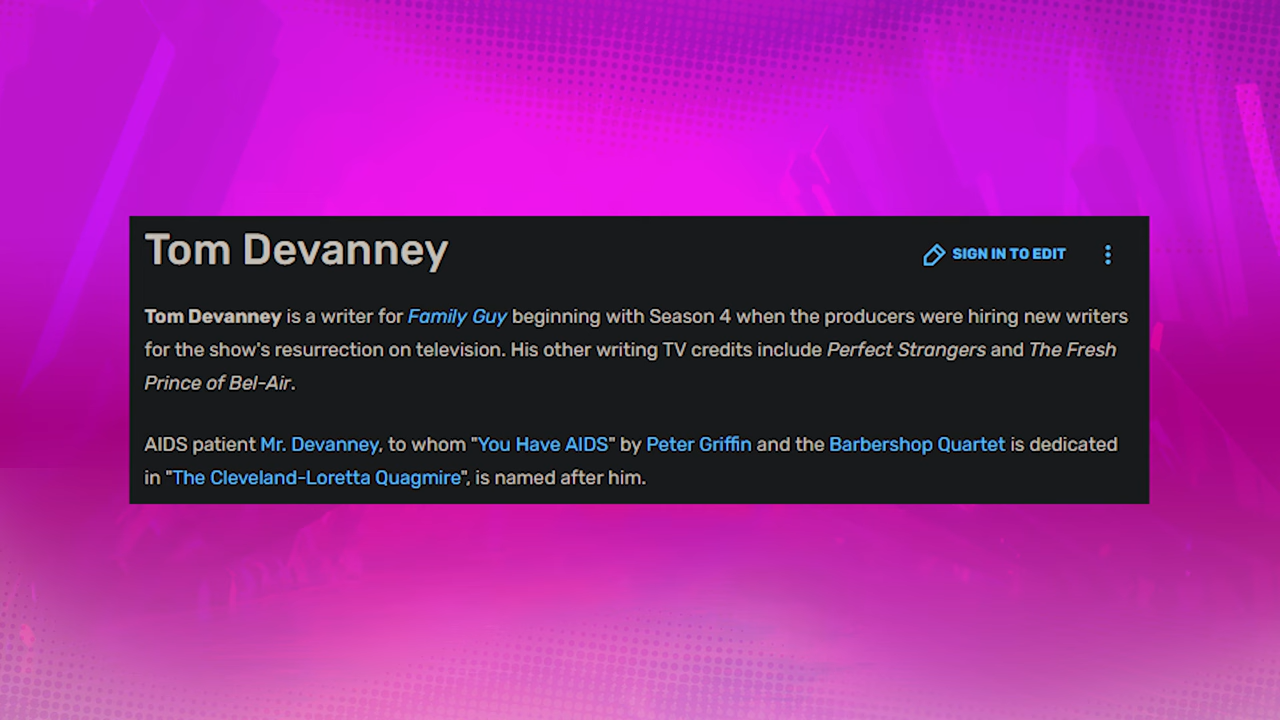 Tom Devanney
SIGN IN TO EDIT
Tom Devanney is a writer for Family Guy beginning with Season 4 when the producers were hiring new writers
for the show's resurrection on television. His other writing TV credits include Perfect Strangers and The Fresh
Prince of Bel-Air.
AIDS patient Mr. Devanney, to whom "You Have AIDS" by Peter Griffin and the Barbershop Quartet is dedicated
in "The Cleveland-Loretta Quagmire", is named after him.